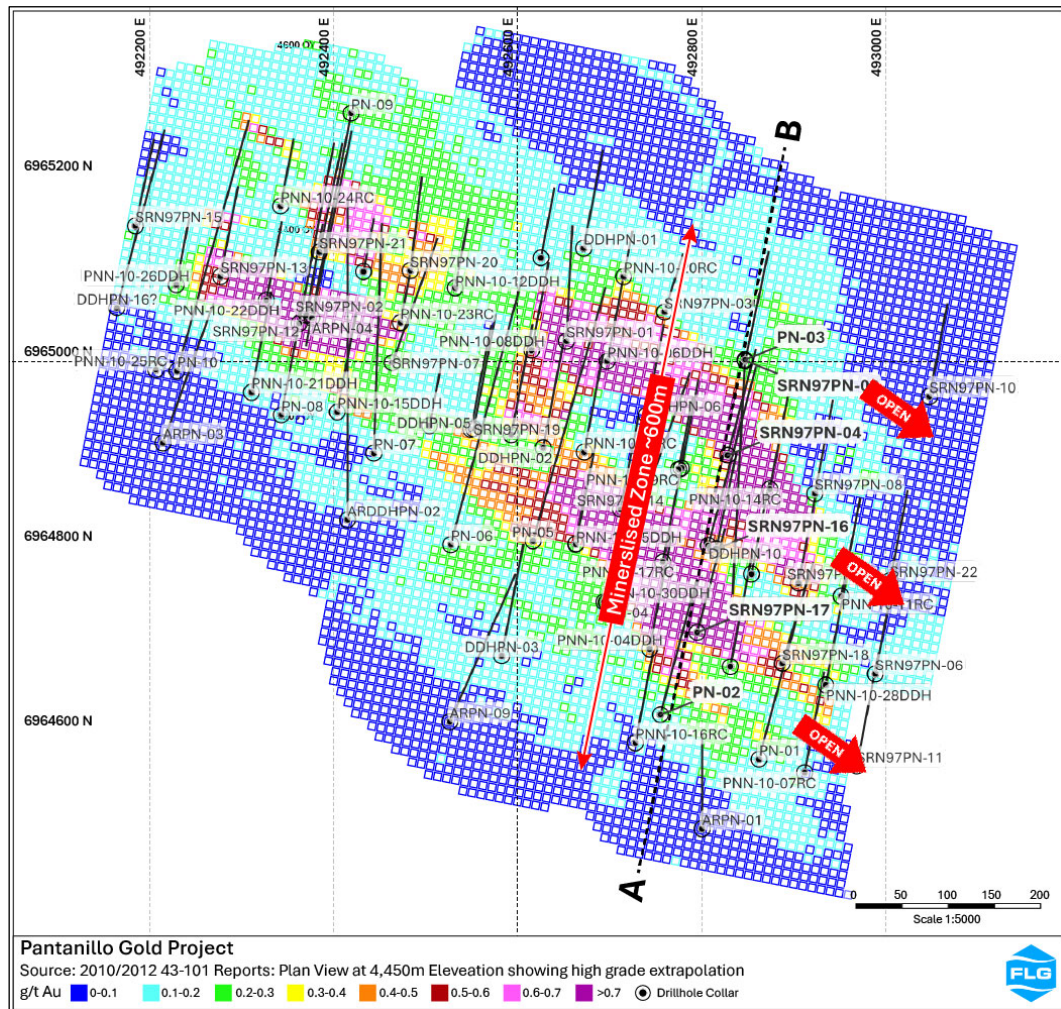 492200 E
492400 E
492600 E
492800 E
493000 E
B
PN-09
6965200 N
PNN-10-24RC
SRN97PN-15
SRN97PN-21
DDHPN-01
SRN97PN-13
SRN97PN-20
PNN-10-26DDH
PNN-10-12DDH
DDHPN-16?
PNN-10-22DDH
SRN97PN-02
SRN97PN-03
ARPN-04
PNN-10-23RC
SRN97PN-12
SRN97PN-01
PN-03
PNN-10-08DDH
6965000 N
PNN-10-25RC
PN-10
SRN97PN-07
SRN97PN-10
PNN-10-21DDH
OPEN
PN-08
PNN-10-15DDH
DDHPN-05
SRN97PN-19
SRN97PN-04
ARPN-03
PN-07
DDHPN-02
Minerslised Zone ~600m
SRN97PN-08
PNN-10-14RC
ARDDHPN-02
SRN97PN-16
6964800 N
PN-06
PN-05
DDHPN-10
OPEN
SRN97PN-22
SRN97PN-17
DDHPN-03
PNN-10-04DDH
SRN97PN-18
SRN97PN-06
PNN-10-28DDH
PN-02
6964600 N
ARPN-09
OPEN
PNN-10-16RC
PN-01
SRN97PN-11
PNN-10-07RC
ARPN-01
A
0 50 100 150 200
Scale 1:5000
Pantanillo Gold Project
Source: 2010/2012 43-101 Reports: Plan View at 4,450m Eleveation showing high grade extrapolation
g/t Au 0-0.1 0.1-0.2 0.2-0.3 0.3-0.4 0.4-0.5 0.5-0.6 0.6-0.7 >0.7 Drillhole Collar
FLG